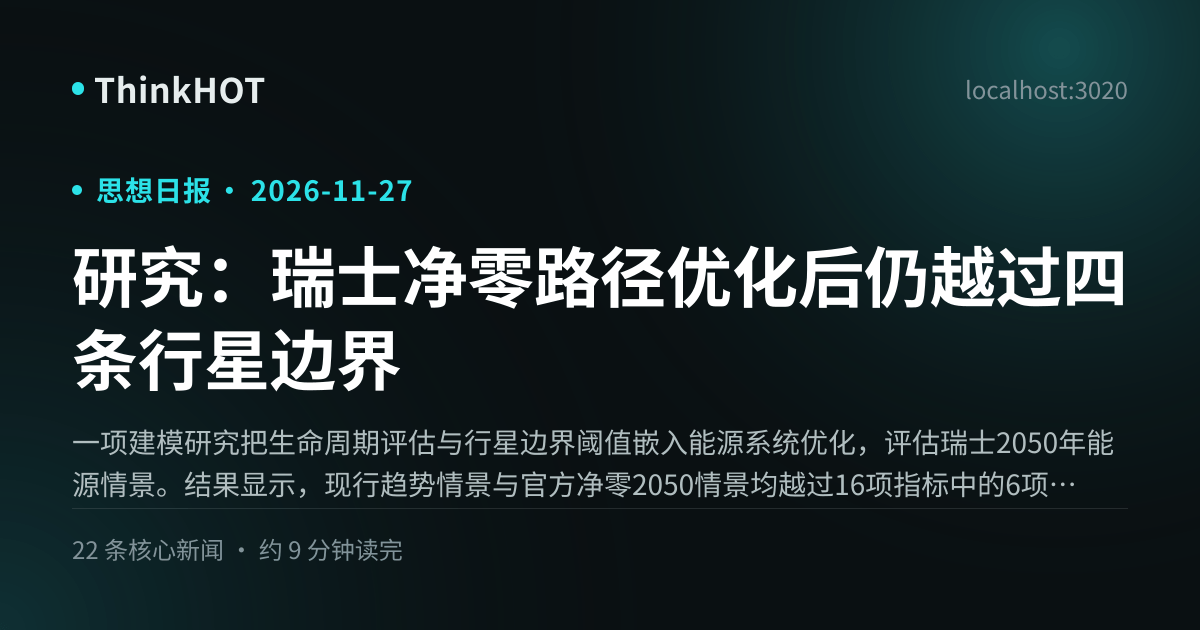 ThinkHOT
localhost:3020
思想日报 · 2026-11-27
研究：瑞士净零路径优化后仍越过四
条行星边界
一项建模研究把生命周期评估与行星边界阈值嵌入能源系统优化，评估瑞士2050年能
源情景。结果显示，现行趋势情景与官方净零2050情景均越过16项指标中的6项…
22 条核心新闻 · 约 9 分钟读完